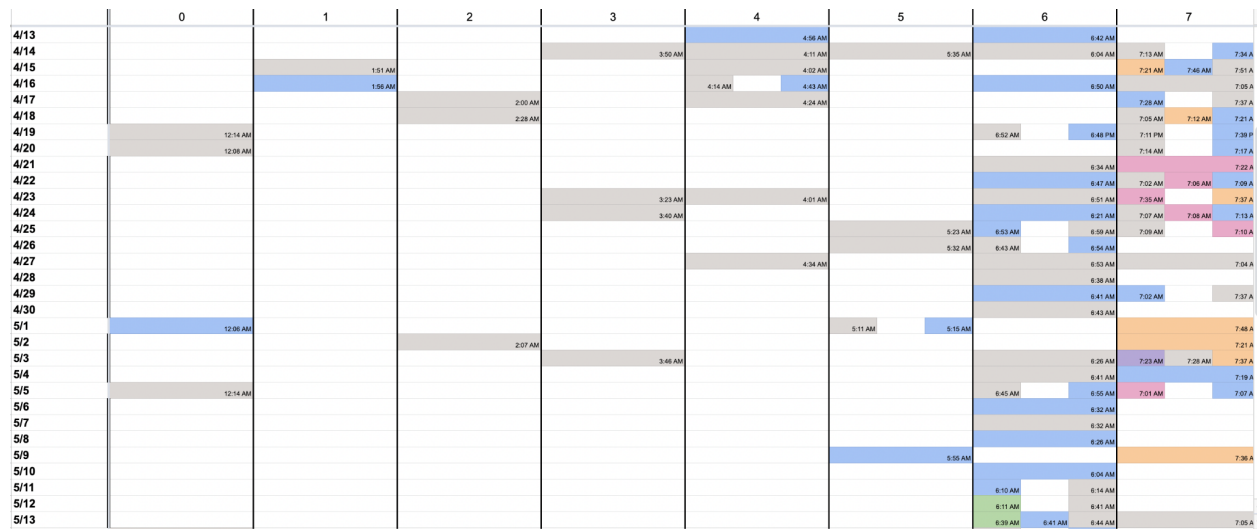 0 1 2 3 4 5 6 7
4/13 4:56 AM 6:42 AM
4/14 3:50 AM 4:11 AM 5:35 AM 6:04 AM 7:13 AM 7:34 A
4/15 1:51 AM 4:02 AM 7:21 AM 7:46 AM 7:51 A
4/16 1:56 AM 4:14 AM 4:43 AM 6:50 AM 7:05 A
4/17 2:00 AM 4:24 AM 7:28 AM 7:37 A
4/18 2:28 AM 7:05 AM 7:12 AM 7:21 A
4/19 12:14 AM 6:52 AM 6:48 PM 7:11 PM 7:39 P
4/20 12:08 AM 7:14 AM 7:17 A
4/21 6:34 AM 7:22 A
4/22 6:47 AM 7:02 AM 7:06 AM 7:09 A
4/23 3:23 AM 4:01 AM 6:51 AM 7:35 AM 7:37 A
4/24 3:40 AM 6:21 AM 7:07 AM 7:08 AM 7:13 A
4/25 5:23 AM 6:53 AM 6:59 AM 7:09 AM 7:10 A
4/26 5:32 AM 6:43 AM 6:54 AM
4/27 4:34 AM 6:53 AM 7:04 A
4/28 6:38 AM
4/29 6:41 AM 7:02 AM 7:37 A
4/30 6:43 AM
5/1 12:06 AM 5:11 AM 5:15 AM 7:48 A
5/2 2:07 AM 7:21 A
5/3 3:46 AM 6:26 AM 7:23 AM 7:28 AM 7:37 A
5/4 6:41 AM 7:19 A
5/5 12:14 AM 6:45 AM 6:55 AM 7:01 AM 7:07 A
5/6 6:32 AM
5/7 6:32 AM
5/8 6:26 AM
5/9 5:55 AM 7:36 A
5/10 6:04 AM
5/11 6:10 AM 6:14 AM
5/12 6:11 AM 6:41 AM
5/13 6:39 AM 6:41 AM 6:44 AM 7:05 A